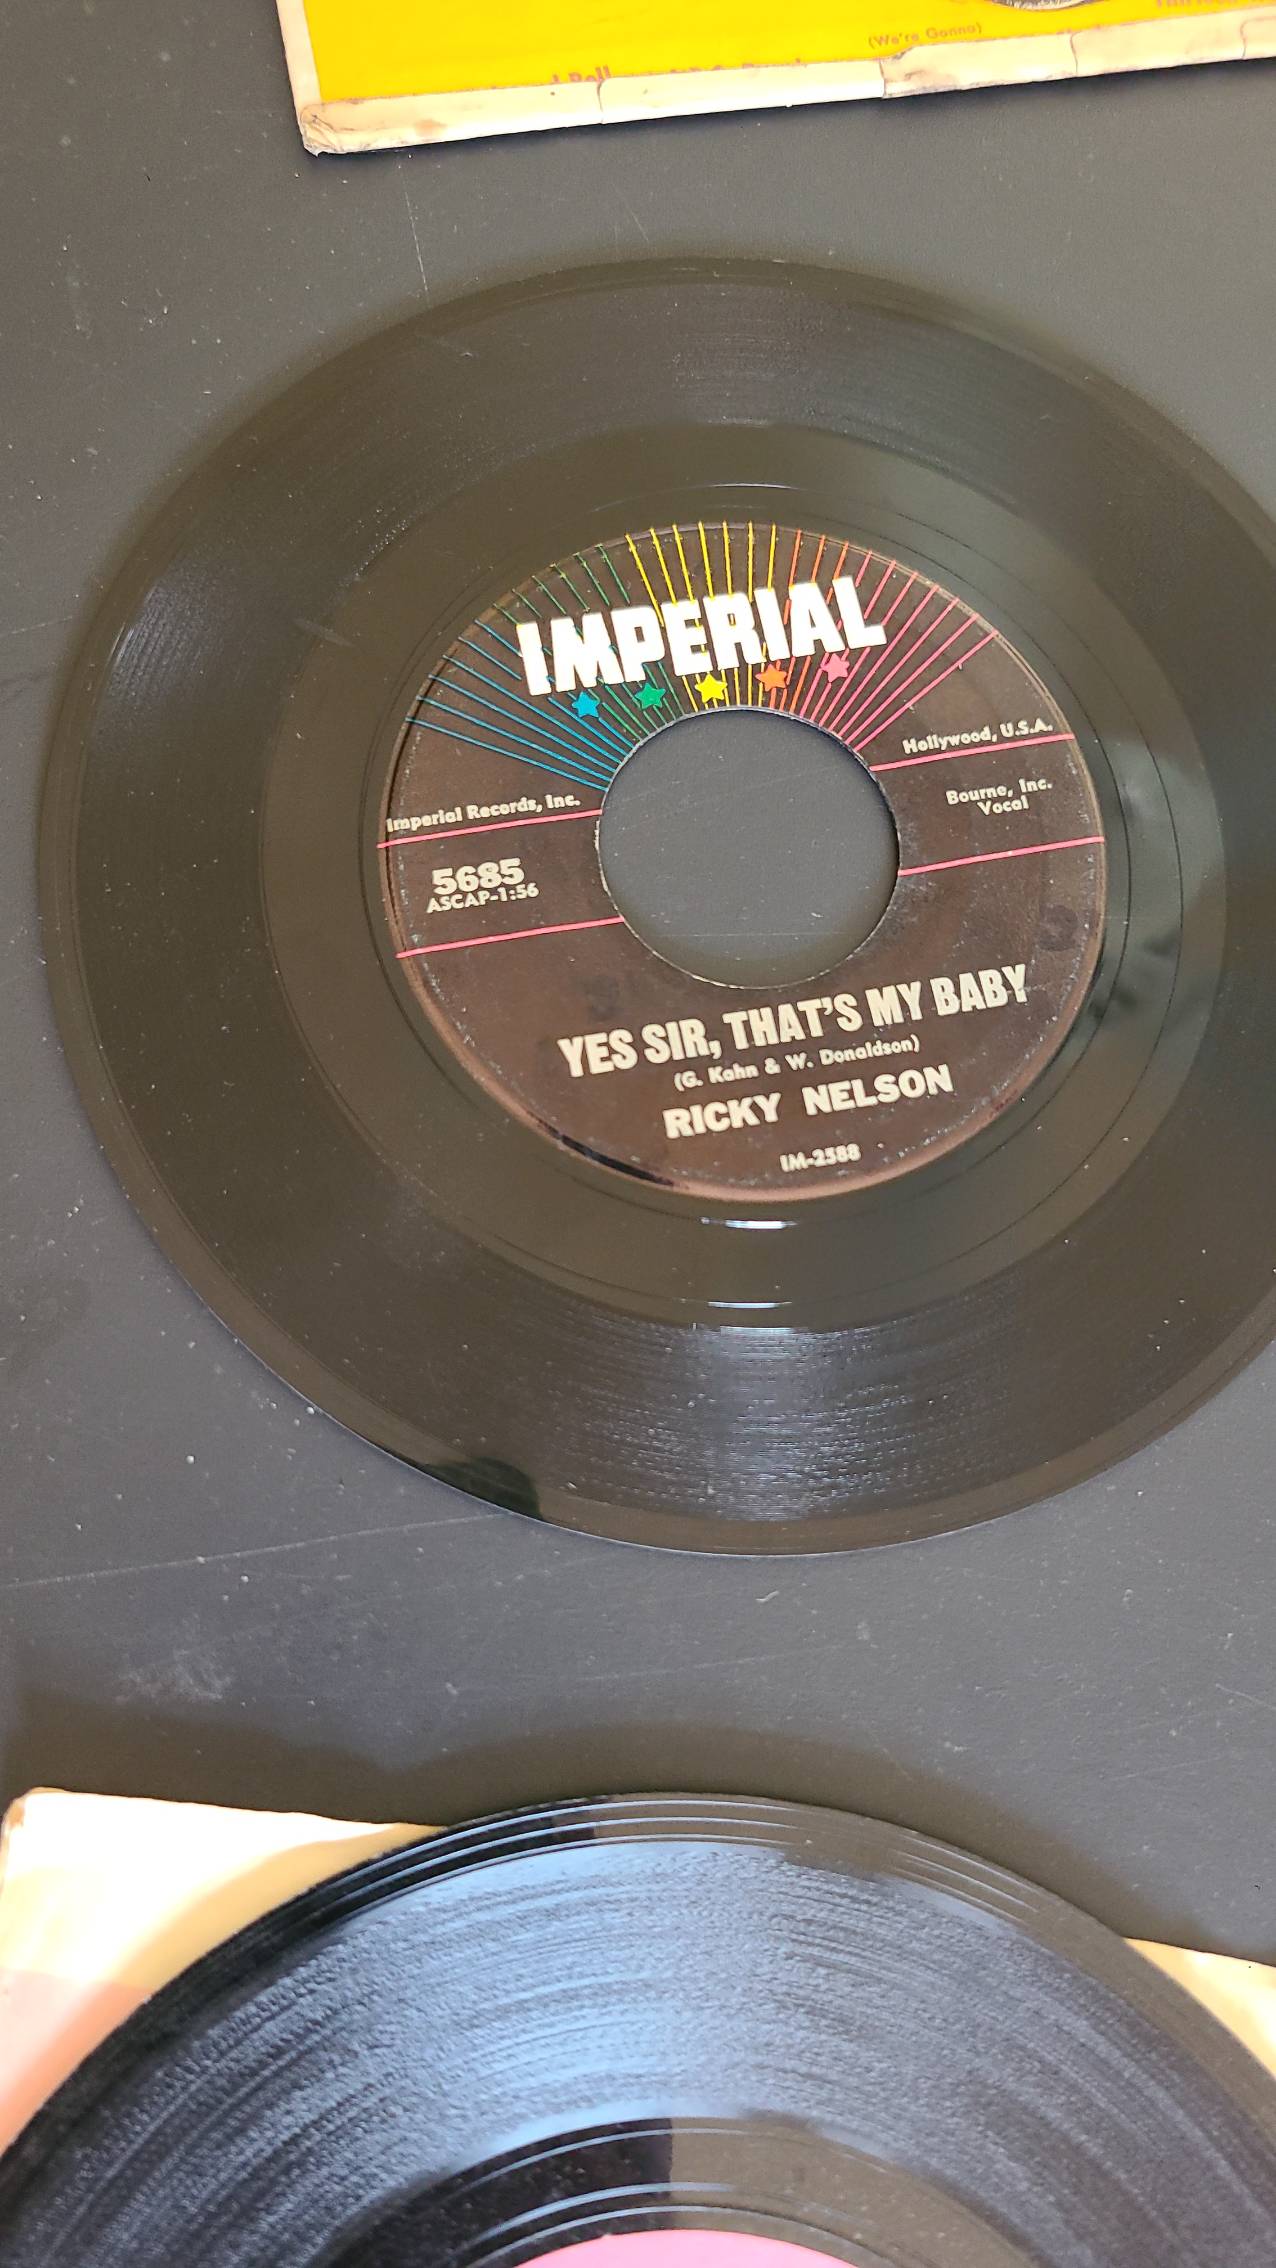 (We're Gonna)
IMPERIAL
Hollywood, U.S.A.
Imperial Records, Inc.
Bourne, Inc.
Vocal
5685
ASCAP-1:56
YES SIR, THAT'S MY BABY
(G. Kahn & W. Donaldson)
RICKY NELSON
IM-2588